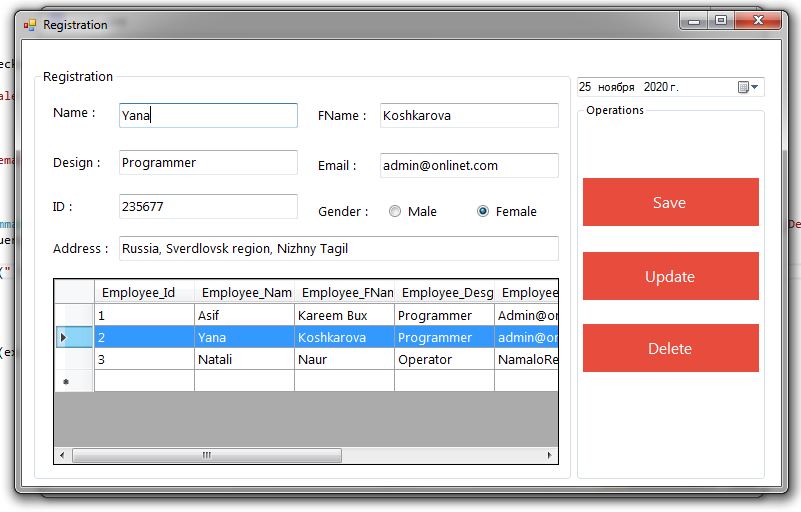 Registration
Registration
Name :
Yana
FName :
Koshkarova
Design :
Programmer
Email :
admin@onlinet.com
ID :
235677
Gender :
Male
Female
Address :
Russia, Sverdlovsk region, Nizhny Tagil
Employee_Id Employee_Nam Employee_FNan Employee_Desg Employee
1 Asif Kareem Bux Programmer Admin@on
2 Yana Koshkarova Programmer admin@or
3 Natali Naur Operator NamaloRe
25 ноября 2020 г.
Operations
Save
Update
Delete